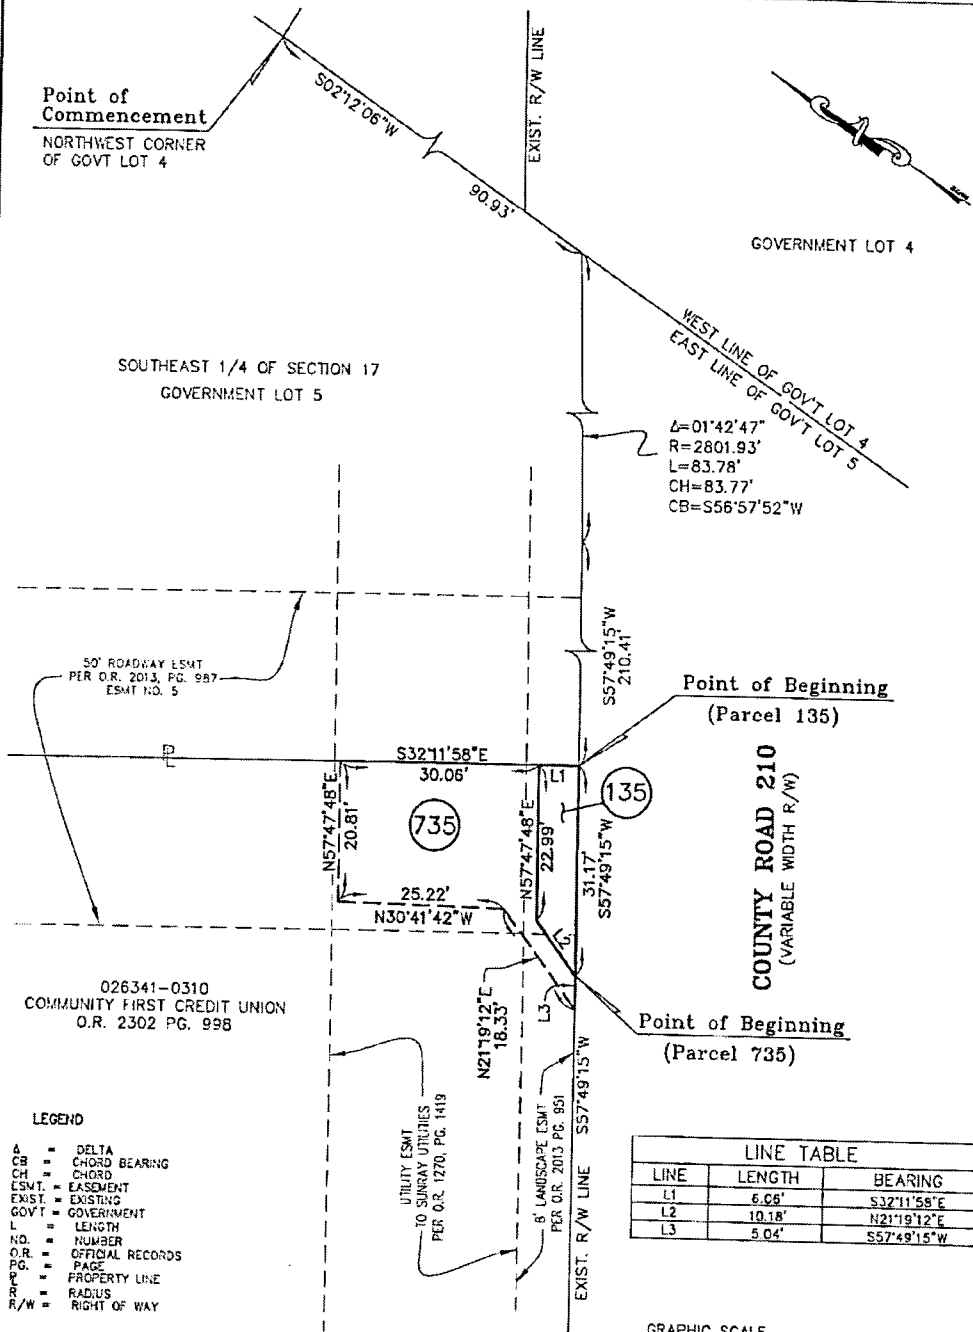 Point of
Commencement
NORTHWEST CORNER
OF GOVT LOT 4
S02°12'06"W
90.93'
EXIST. R/W LINE
GOVERNMENT LOT 4
SOUTHEAST 1/4 OF SECTION 17
GOVERNMENT LOT 5
WEST LINE OF GOV'T LOT 4
EAST LINE OF GOV'T LOT 5
Δ=01°42'47"
R=2801.93'
L=83.78'
CH=83.77'
CB=S56°57'52"W
50' ROADWAY ESMT
PER O.R. 2013, PG. 987
ESMT NO. 5
S57°49'15"W
210.41'
Point of Beginning
(Parcel 135)
S32°11'58"E
30.06'
L1
135
735
N57°47'48"E
20.81'
N57°47'48"E
22.99'
31.17'
S57°49'15"W
COUNTY ROAD 210
(VARIABLE WIDTH R/W)
25.22'
N30°41'42"W
N21°19'12"E
18.33'
L3
026341-0310
COMMUNITY FIRST CREDIT UNION
O.R. 2302 PG. 998
Point of Beginning
(Parcel 735)
UTILITY ESMT
TO SUNRAY UTILITIES
PER O.R. 1270, PG. 1419
8' LANDSCAPE ESMT
PER O.R. 2013 PG. 951
EXIST. R/W LINE
S57°49'15"W
LEGEND
Δ = DELTA
CB = CHORD BEARING
CH = CHORD
ESMT. = EASEMENT
EXIST. = EXISTING
GOV'T = GOVERNMENT
L = LENGTH
NO. = NUMBER
O.R. = OFFICIAL RECORDS
PG. = PAGE
PL = PROPERTY LINE
R = RADIUS
R/W = RIGHT OF WAY
LINE TABLE
LINE LENGTH BEARING
L1 6.06' S32°11'58"E
L2 10.18' N21°19'12"E
L3 5.04' S57°49'15"W
GRAPHIC SCALE